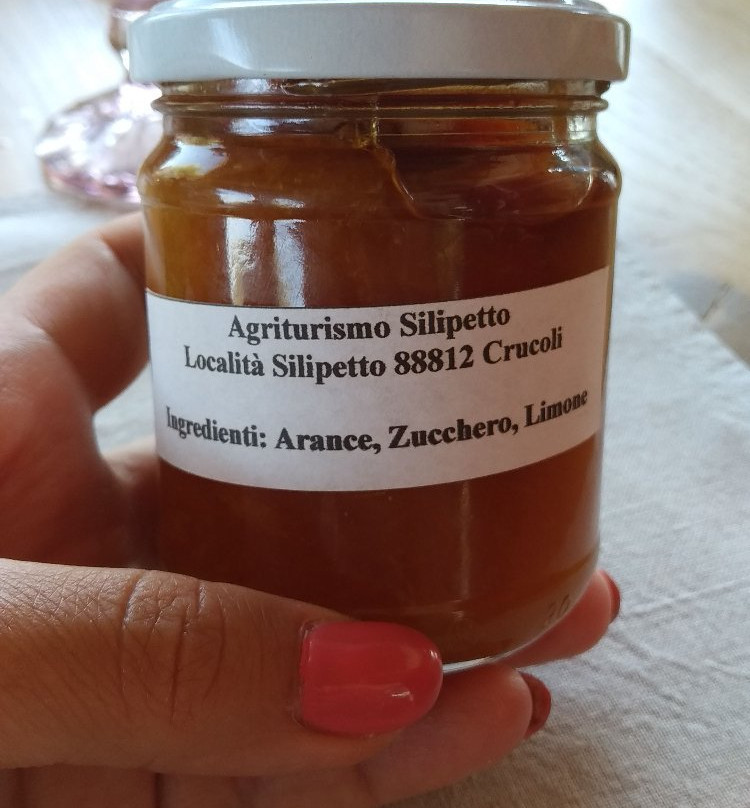 Agriturismo Silipetto
Località Silipetto 88812 Crucoli
Ingredienti: Arance, Zucchero, Limone